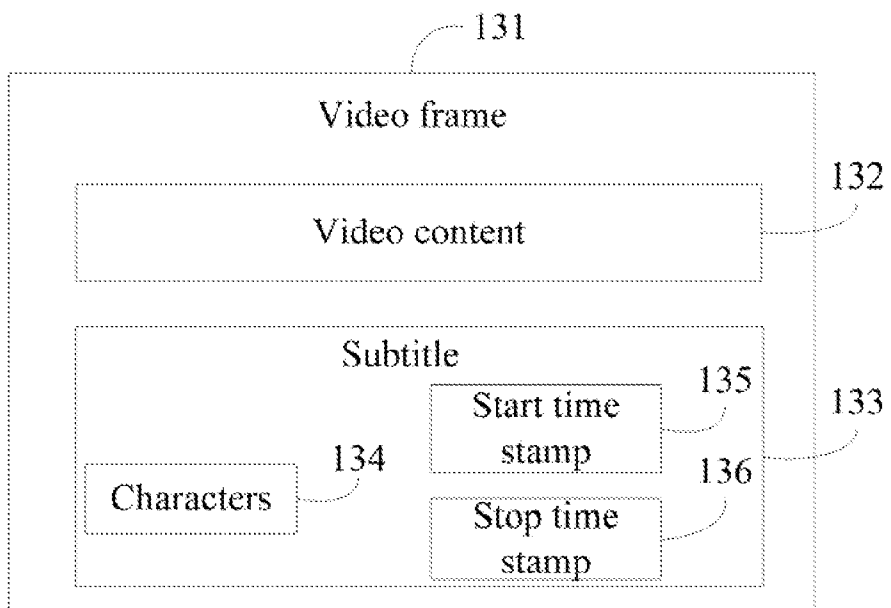 131
Video frame
132
Video content
Subtitle
135
Start time
stamp
133
134
Characters
136
Stop time
stamp